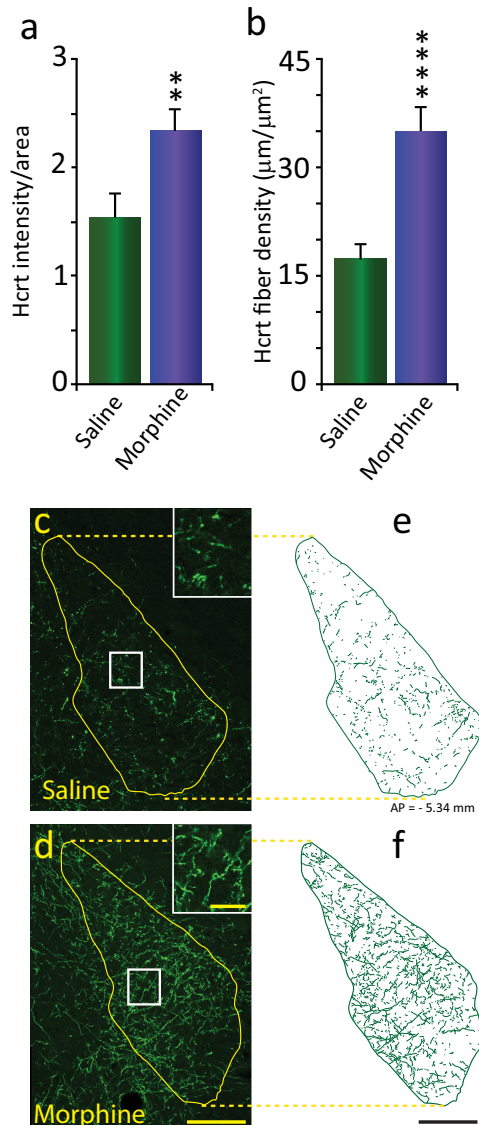 a
Hcrt intensity/area
3
2
1
0
**
Saline
Morphine
b
Hcrt fiber density (µm/µm²)
45
35
15
0
****
Saline
Morphine
c
Saline
e
AP = - 5.34 mm
d
Morphine
f